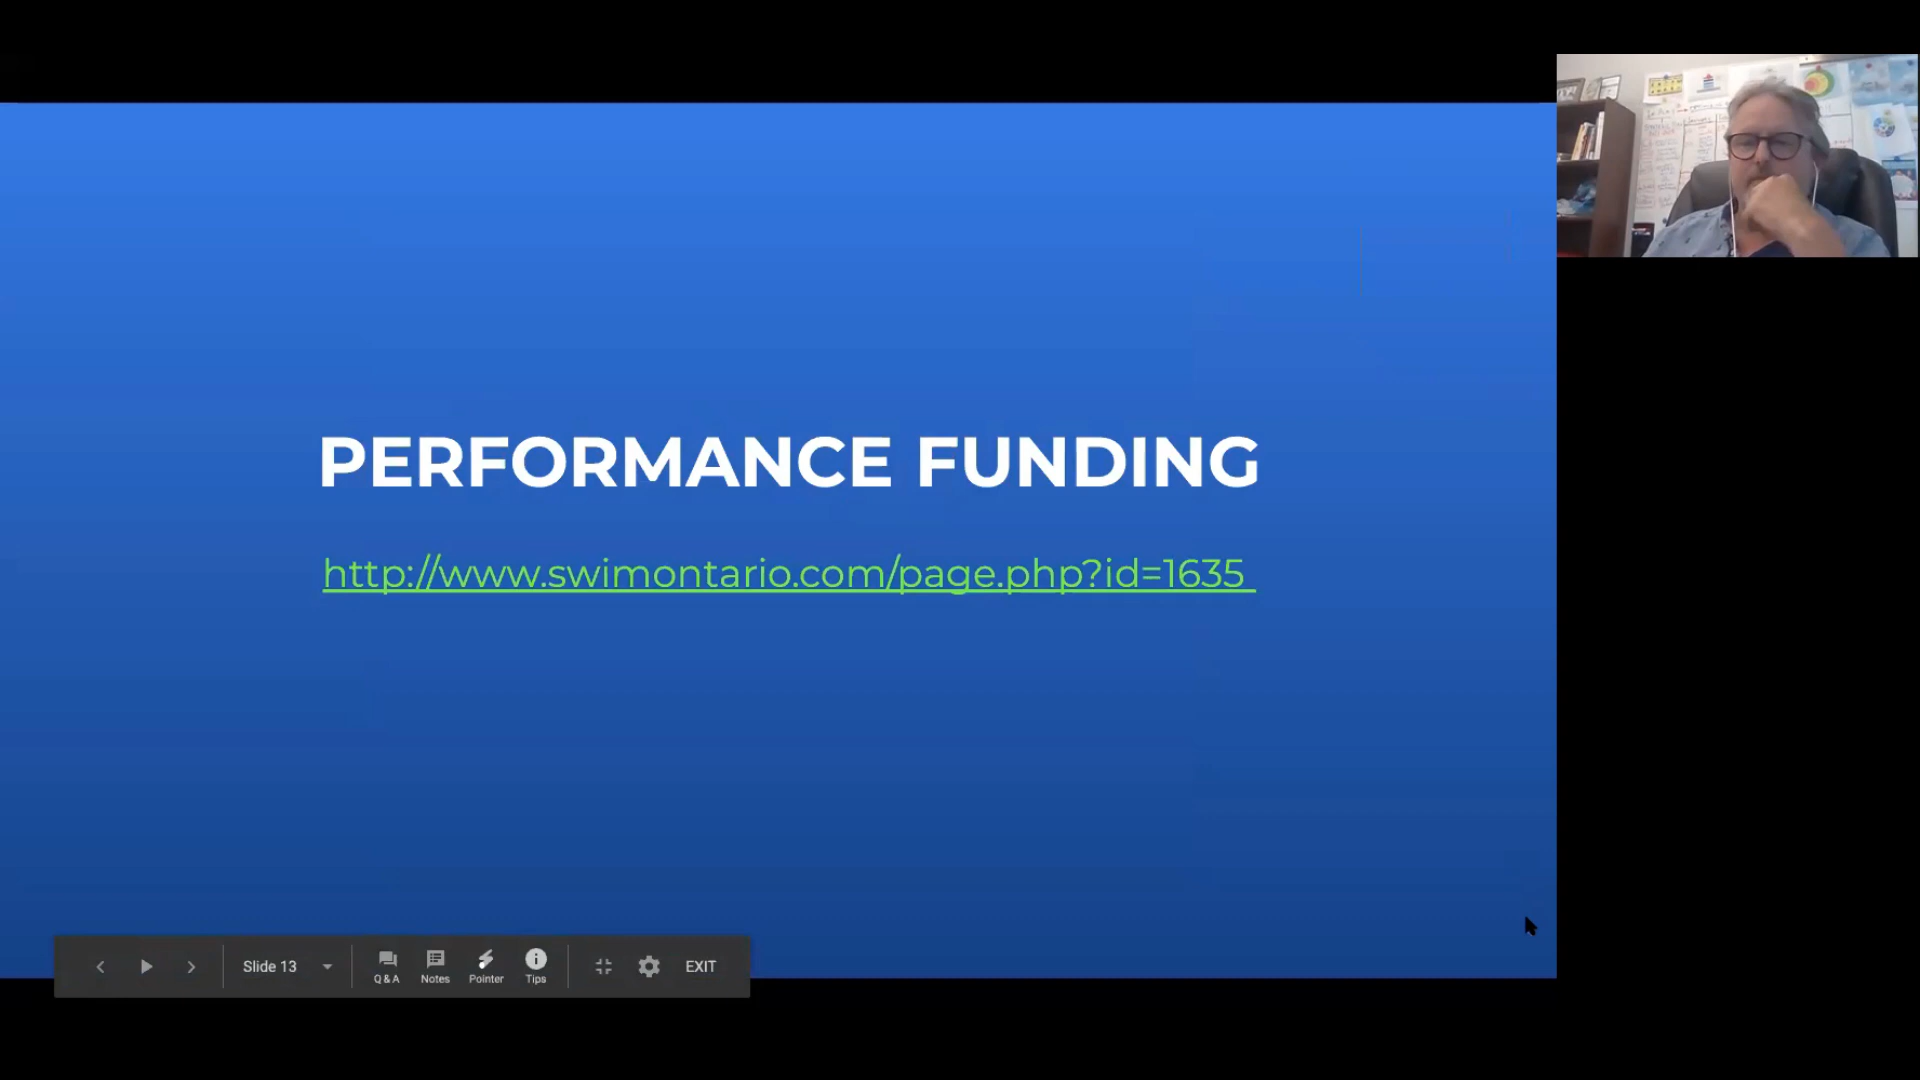 PERFORMANCE FUNDING
http://www.swimontario.com/page.php?id=1635
Slide 13
Q & A
Notes
Pointer
Tips
EXIT